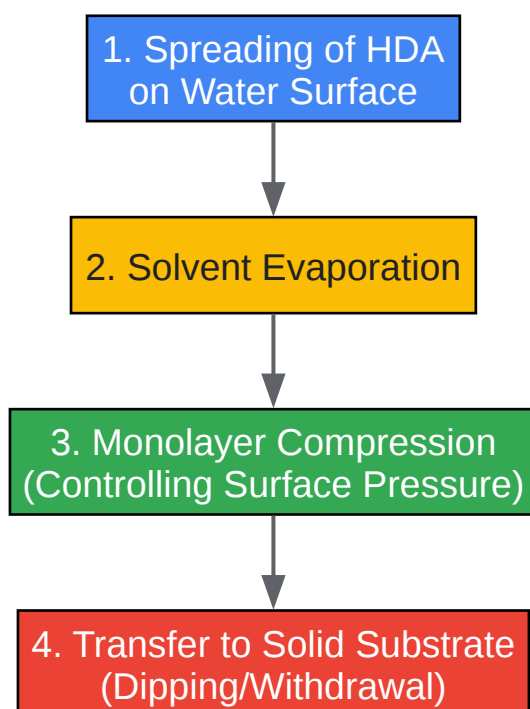 1. Spreading of HDA
on Water Surface
2. Solvent Evaporation
3. Monolayer Compression
(Controlling Surface Pressure)
4. Transfer to Solid Substrate
(Dipping/Withdrawal)